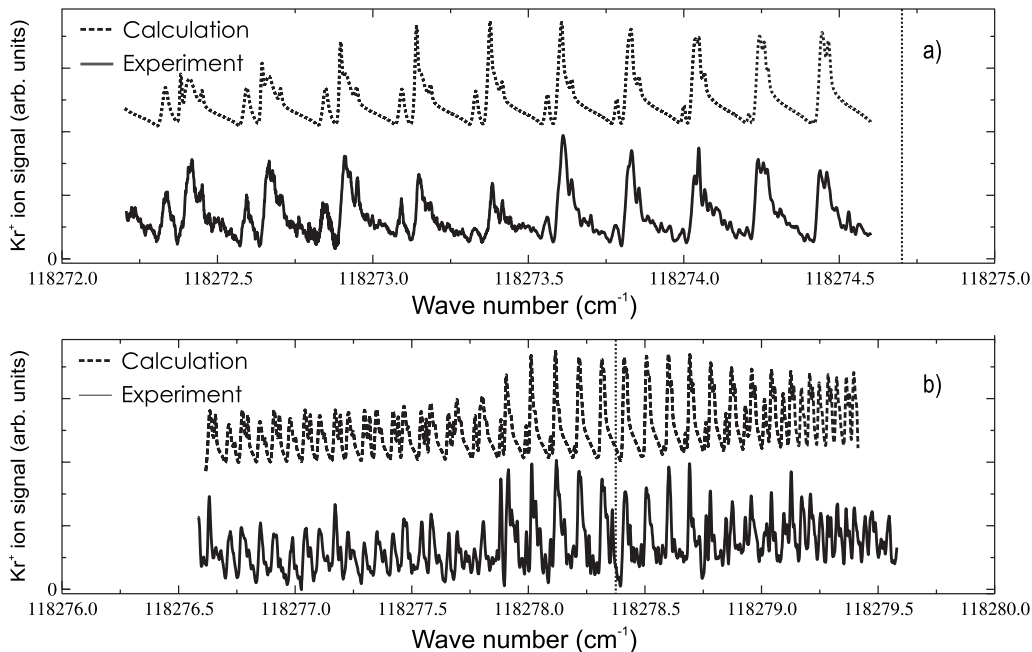 Kr+ ion signal (arb. units)
Calculation
Experiment
a)
0
118272.0 118272.5 118273.0 118273.5 118274.0 118274.5 118275.0
Wave number (cm-1)
Kr+ ion signal (arb. units)
Calculation
Experiment
b)
0
118276.0 118276.5 118277.0 118277.5 118278.0 118278.5 118279.0 118279.5 118280.0
Wave number (cm-1)